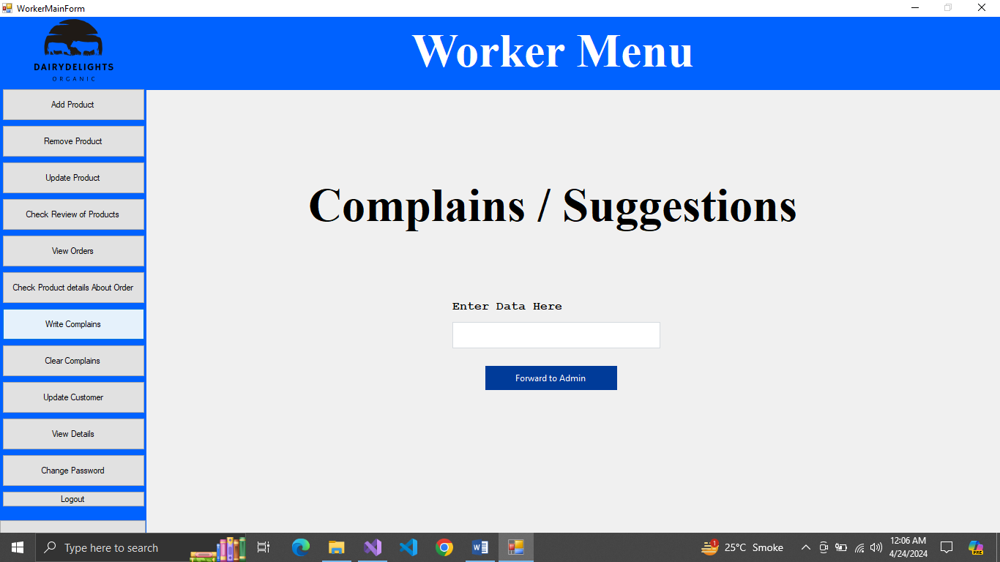 WorkerMainForm
DAIRYDELIGHTS
ORGANIC
Worker Menu
Add Product
Remove Product
Update Product
Check Review of Products
View Orders
Check Product details About Order
Write Complains
Clear Complains
Update Customer
View Details
Change Password
Logout
Complains / Suggestions
Enter Data Here
Forward to Admin
Type here to search
1
25°C Smoke
12:06 AM
4/24/2024
PRE